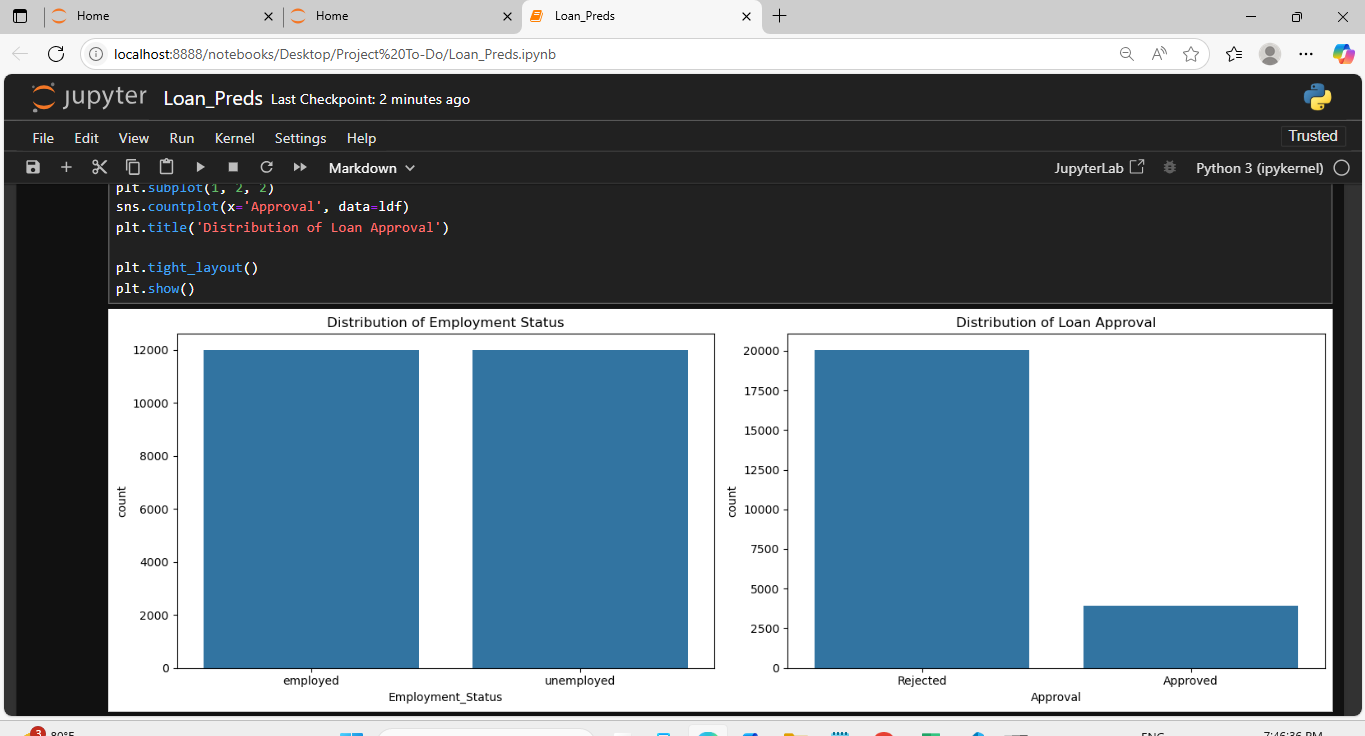 Home
Home
Loan_Preds
localhost:8888/notebooks/Desktop/Project%20To-Do/Loan_Preds.ipynb
jupyter Loan_Preds Last Checkpoint: 2 minutes ago
File Edit View Run Kernel Settings Help
Trusted
Markdown
JupyterLab
Python 3 (ipykernel)
plt.subplot(1, 2, 2)
sns.countplot(x='Approval', data=ldf)
plt.title('Distribution of Loan Approval')
plt.tight_layout()
plt.show()
Distribution of Employment Status
12000
10000
8000
6000
4000
2000
0
count
employed
unemployed
Employment_Status
Distribution of Loan Approval
20000
17500
15000
12500
10000
7500
5000
2500
0
count
Rejected
Approved
Approval
3
80°F
ENG
7:46:36 PM